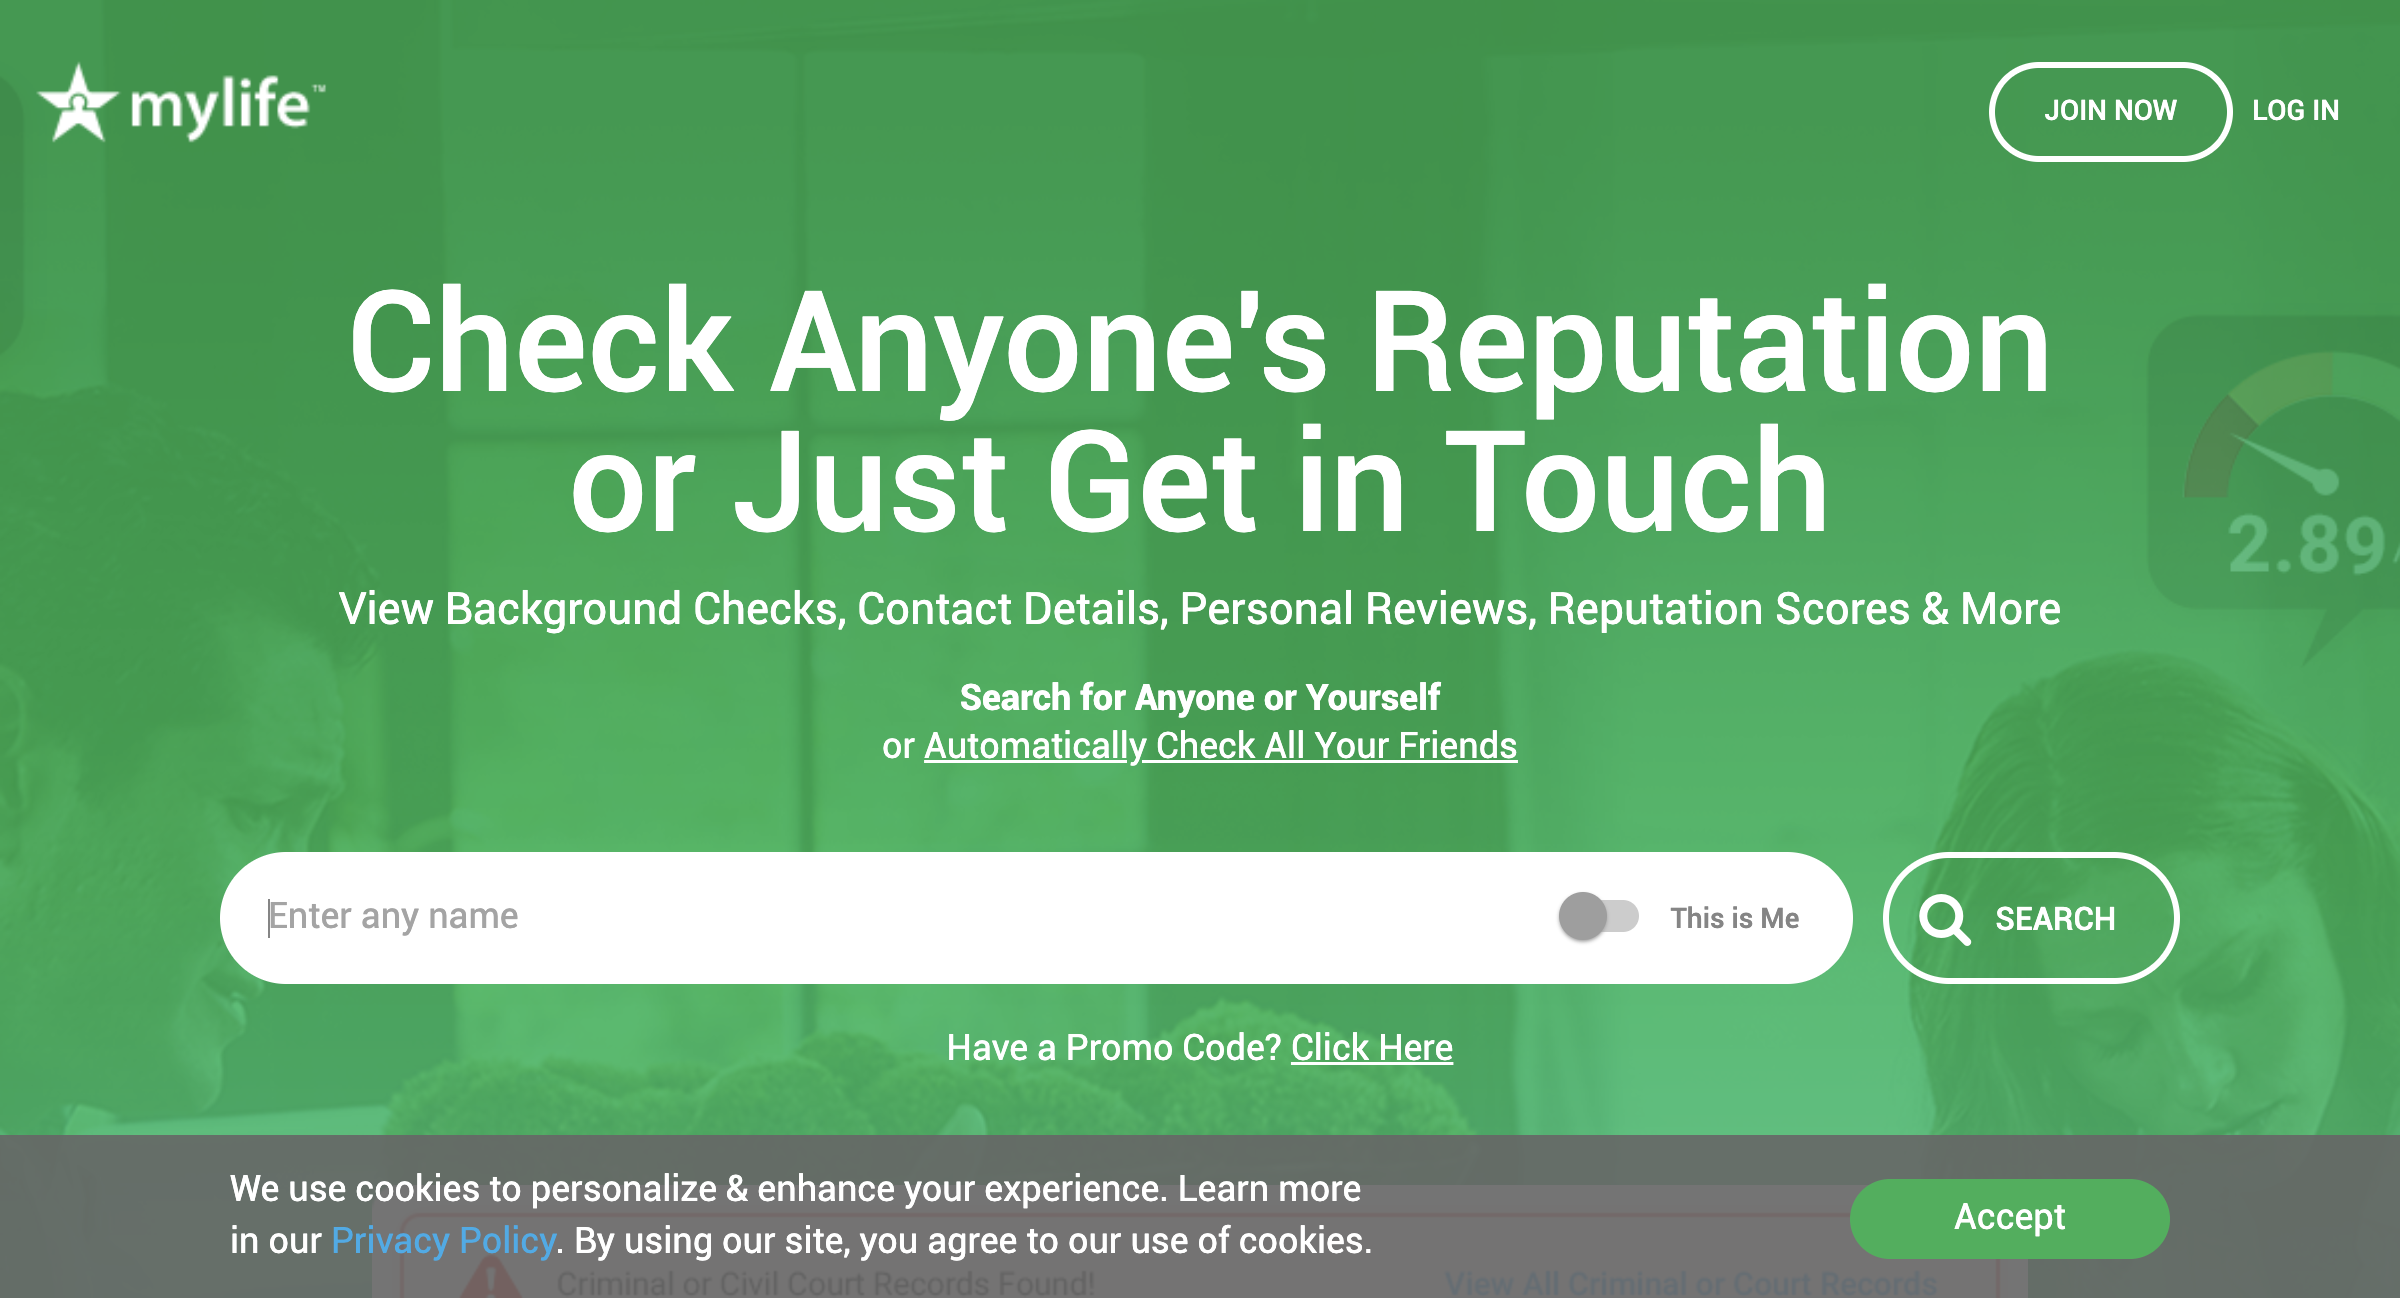 mylife™
JOIN NOW
LOG IN
Check Anyone's Reputation
or Just Get in Touch
2.89
View Background Checks, Contact Details, Personal Reviews, Reputation Scores & More
Search for Anyone or Yourself
or Automatically Check All Your Friends
Enter any name
This is Me
SEARCH
Have a Promo Code? Click Here
We use cookies to personalize & enhance your experience. Learn more
in our Privacy Policy. By using our site, you agree to our use of cookies.
Accept
Criminal or Civil Court Records Found!
View All Criminal or Court Records